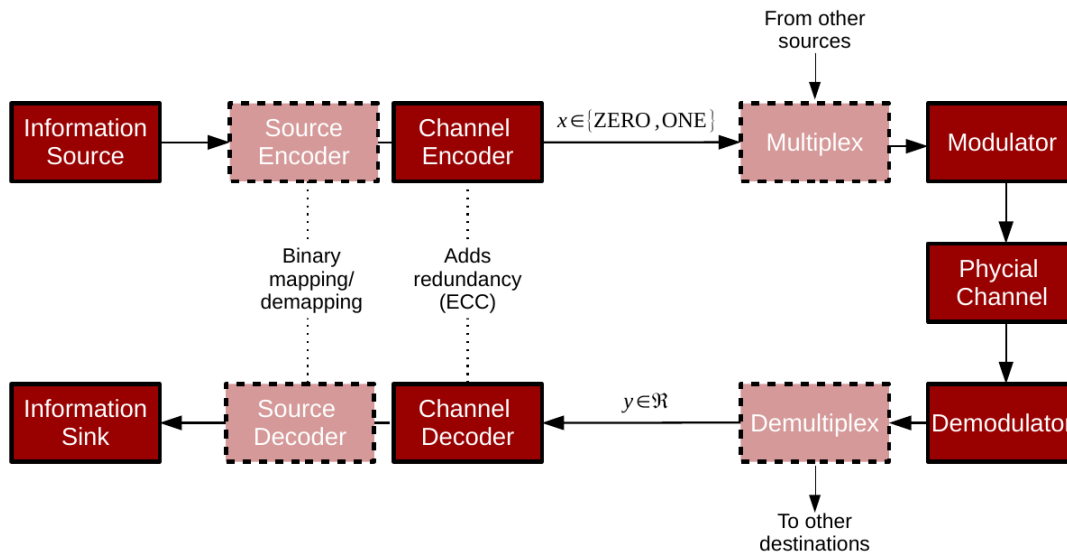 From other
sources
Information
Source
Source
Encoder
Channel
Encoder
x∈{ZERO,ONE}
Multiplex
Modulator
Binary
mapping/
demapping
Adds
redundancy
(ECC)
Phycial
Channel
Information
Sink
Source
Decoder
Channel
Decoder
y∈ℜ
Demultiplex
Demodulator
To other
destinations